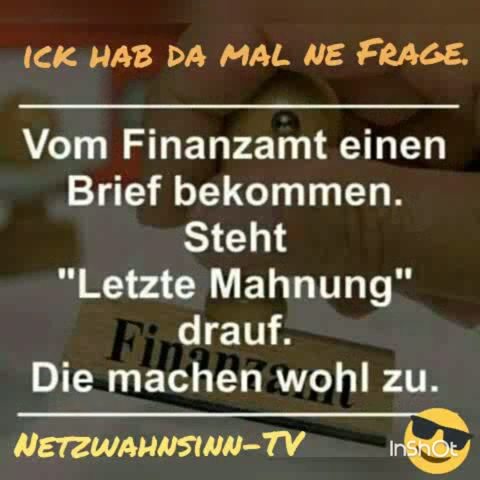 ick hab da mal ne Frage.
Vom Finanzamt einen
Brief bekommen.
Steht
"Letzte Mahnung"
drauf.
Finanzamt
Die machen wohl zu.
Netzwahnsinn-TV
InShOt